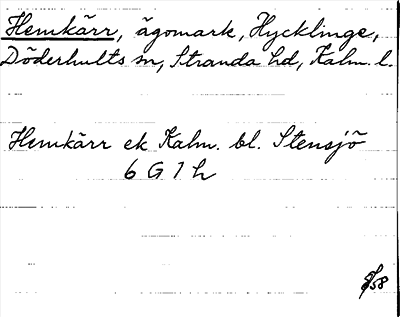 Hemkärr, ägomark, Hycklinge,
Döderhults sn, Stranda hd, Kalm. l.
Hemkärr ek Kalm. bl. Stensjö
6 G 1 h
58